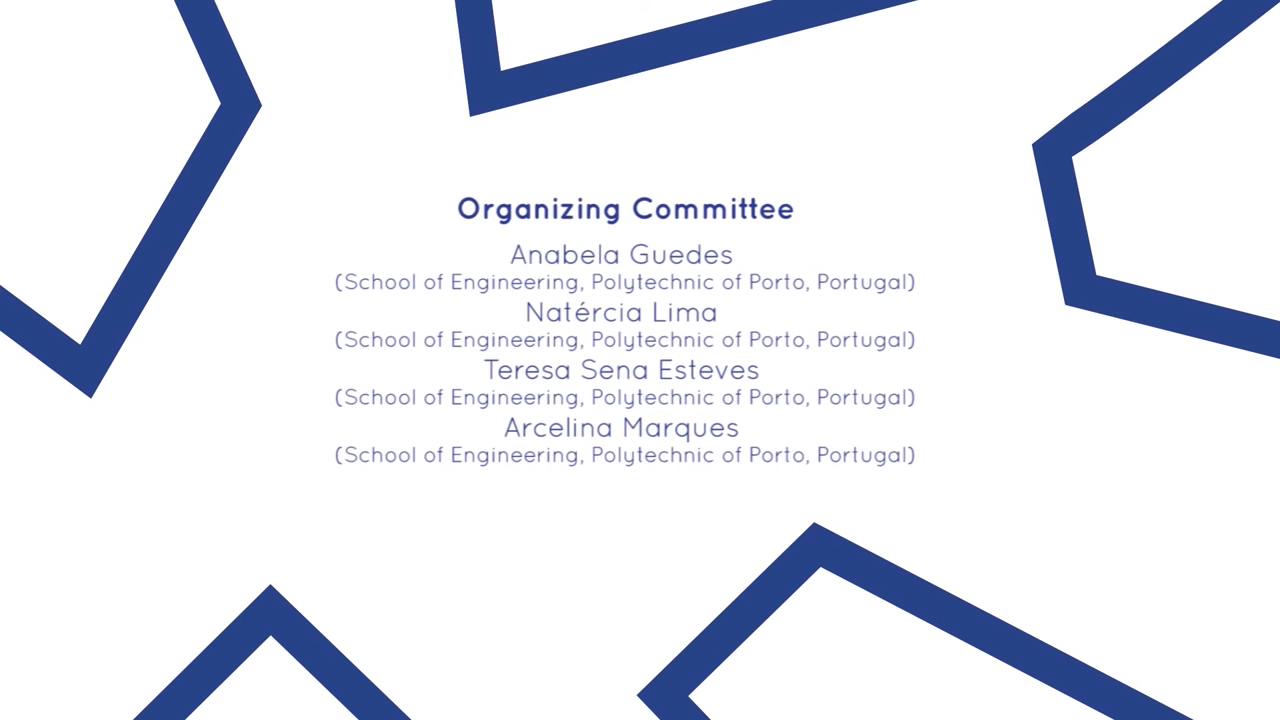 Organizing Committee
Anabela Guedes
(School of Engineering, Polytechnic of Porto, Portugal)
Natércia Lima
(School of Engineering, Polytechnic of Porto, Portugal)
Teresa Sena Esteves
(School of Engineering, Polytechnic of Porto, Portugal)
Arcelina Marques
(School of Engineering, Polytechnic of Porto, Portugal)